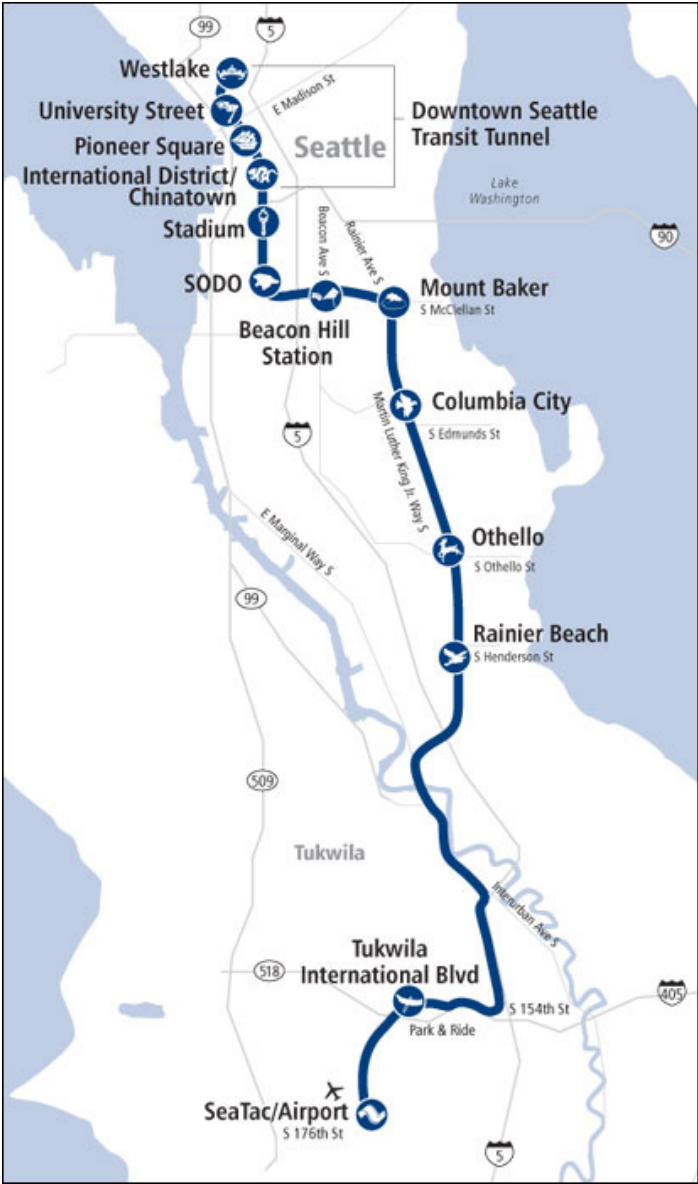 99
5
Westlake
E Madison St
University Street
Downtown Seattle
Transit Tunnel
Pioneer Square
Seattle
International District/
Chinatown
Lake
Washington
Stadium
Beacon Ave S
Rainier Ave S
90
SODO
Mount Baker
S McClellan St
Beacon Hill
Station
Columbia City
S Edmunds St
Martin Luther King Jr. Way S
5
E Marginal Way S
Othello
S Othello St
99
Rainier Beach
S Henderson St
509
Tukwila
Interurban Ave S
Tukwila
International Blvd
518
405
S 154th St
Park & Ride
SeaTac/Airport
S 176th St
5